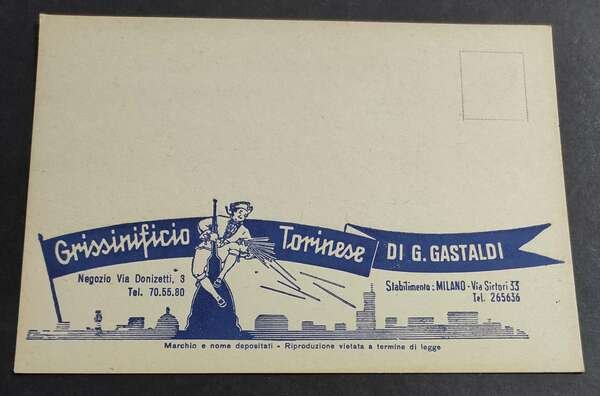 Grissinificio Torinese DI G. GASTALDI
Negozio Via Donizetti, 3
Tel. 70.55.80
Stabilimento: MILANO - Via Sirtori 33
Tel. 265636
Marchio e nome depositati - Riproduzione vietata a termine di legge